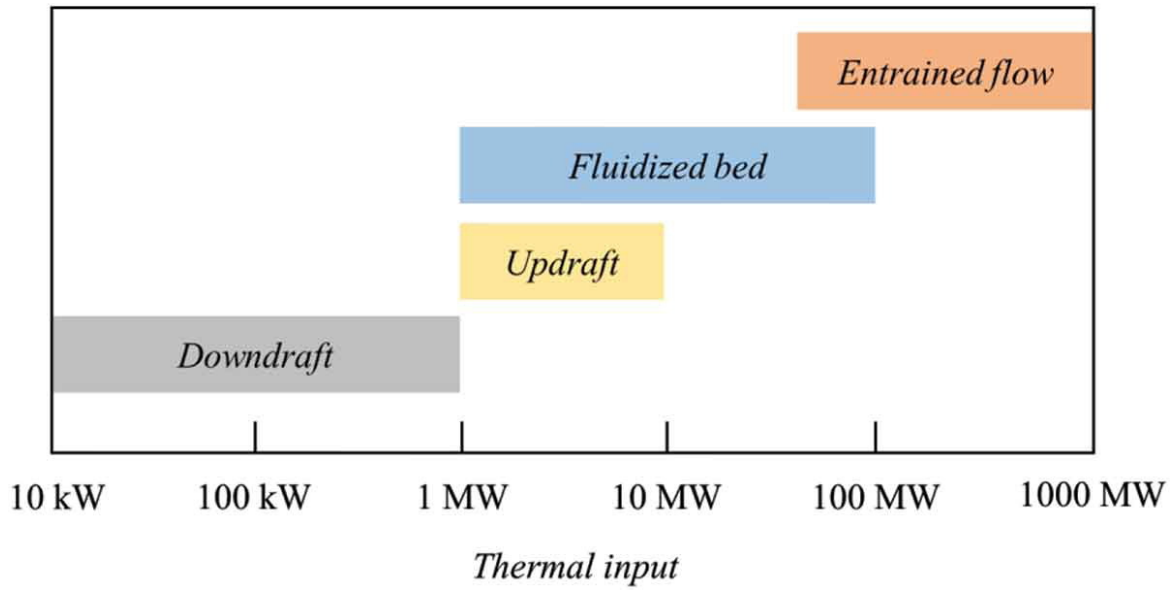 Entrained flow
Fluidized bed
Updraft
Downdraft
10 kW 100 kW 1 MW 10 MW 100 MW 1000 MW
Thermal input